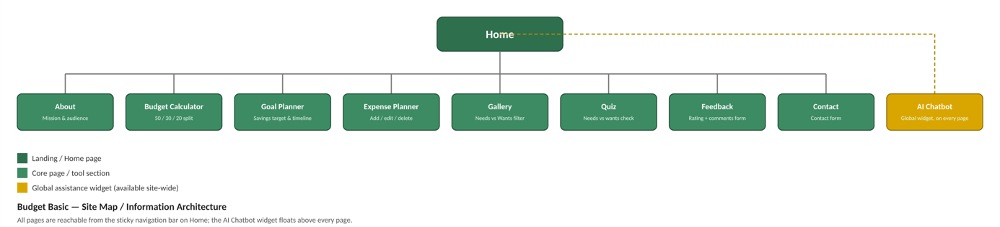 Home
About
Mission & audience
Budget Calculator
50 / 30 / 20 split
Goal Planner
Savings target & timeline
Expense Planner
Add / edit / delete
Gallery
Needs vs Wants filter
Quiz
Needs vs wants check
Feedback
Rating + comments form
Contact
Contact form
AI Chatbot
Global widget, on every page
Landing / Home page
Core page / tool section
Global assistance widget (available site-wide)
Budget Basic — Site Map / Information Architecture
All pages are reachable from the sticky navigation bar on Home; the AI Chatbot widget floats above every page.